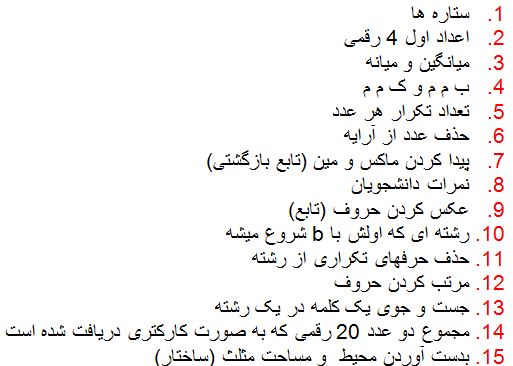 1. ستاره ها
2. اعداد اول 4 رقمی
3. میانگین و میانه
4. ب م م و ک م م
5. تعداد تکرار هر عدد
6. حذف عدد از آرایه
7. پیدا کردن ماکس و مین (تابع بازگشتی)
8. نمرات دانشجویان
9. عکس کردن حروف (تابع)
10. رشته ای که اولش با b شروع میشه
11. حذف حرفهای تکراری از رشته
12. مرتب کردن حروف
13. جست و جوی یک کلمه در یک رشته
14. مجموع دو عدد 20 رقمی که به صورت کارکتری دریافت شده است
15. بدست آوردن محیط و مساحت مثلث (ساختار)